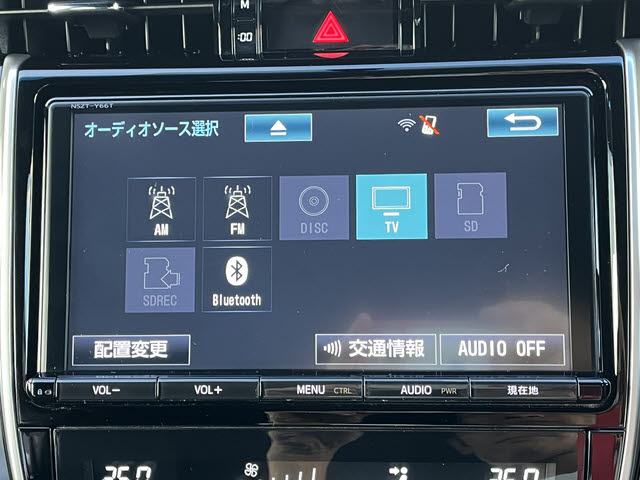 M
:00
NSZT-Y66T
オーディオソース選択
AM
FM
DISC
TV
SD
SDREC
Bluetooth
配置変更
交通情報
AUDIO OFF
VOL-
VOL+
MENU CTRL
AUDIO PWR
現在地